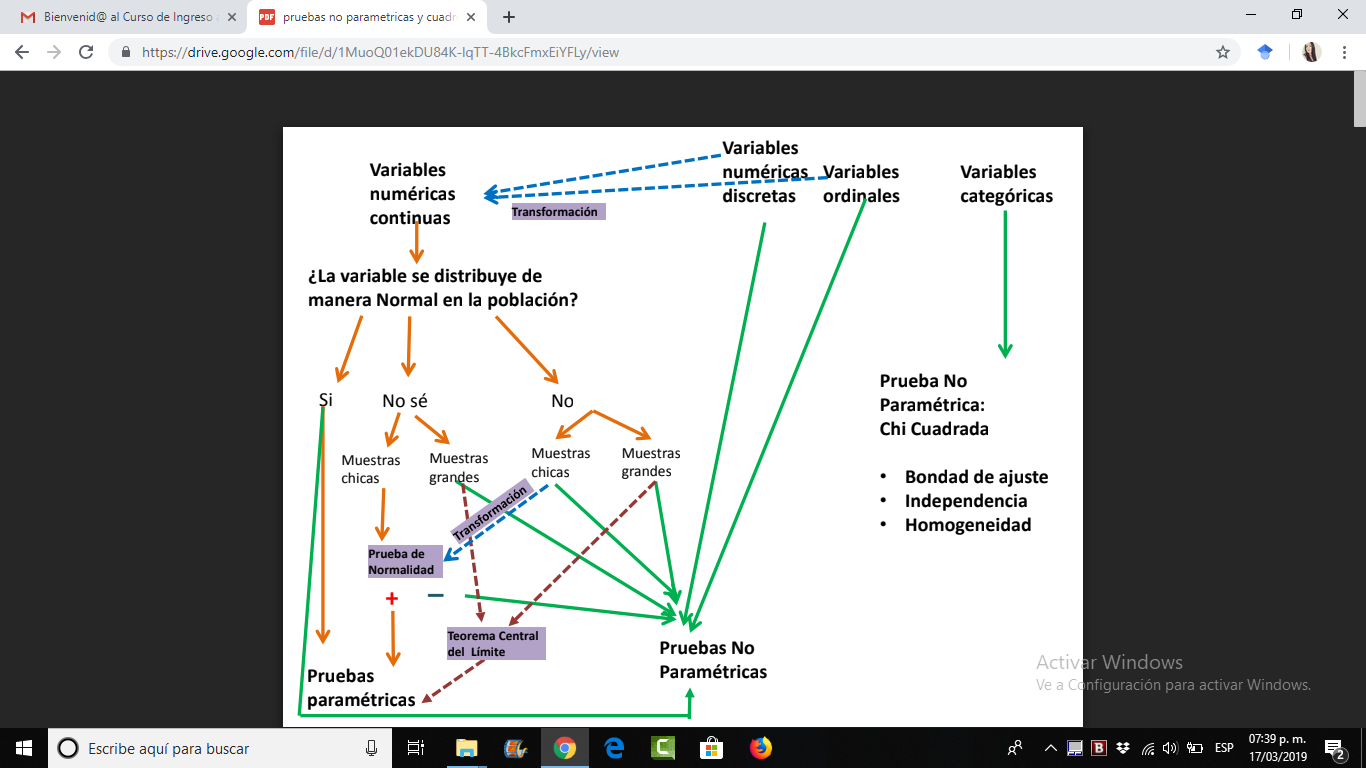 Bienvenid@ al Curso de Ingreso
pruebas no parametricas y cuadr
https://drive.google.com/file/d/1MuoQ01ekDU84K-IqTT-4BkcFmxEiYFLy/view
Variables
numéricas
continuas
Transformación
Variables
numéricas
discretas
Variables
ordinales
Variables
categóricas
¿La variable se distribuye de
manera Normal en la población?
Si
No sé
No
Muestras
chicas
Muestras
grandes
Muestras
chicas
Muestras
grandes
Transformación
Prueba de
Normalidad
+
−
Teorema Central
del Límite
Pruebas
paramétricas
Pruebas No
Paramétricas
Prueba No
Paramétrica:
Chi Cuadrada
• Bondad de ajuste
• Independencia
• Homogeneidad
Activar Windows
Ve a Configuración para activar Windows.
Escribe aquí para buscar
ESP
07:39 p. m.
17/03/2019
2